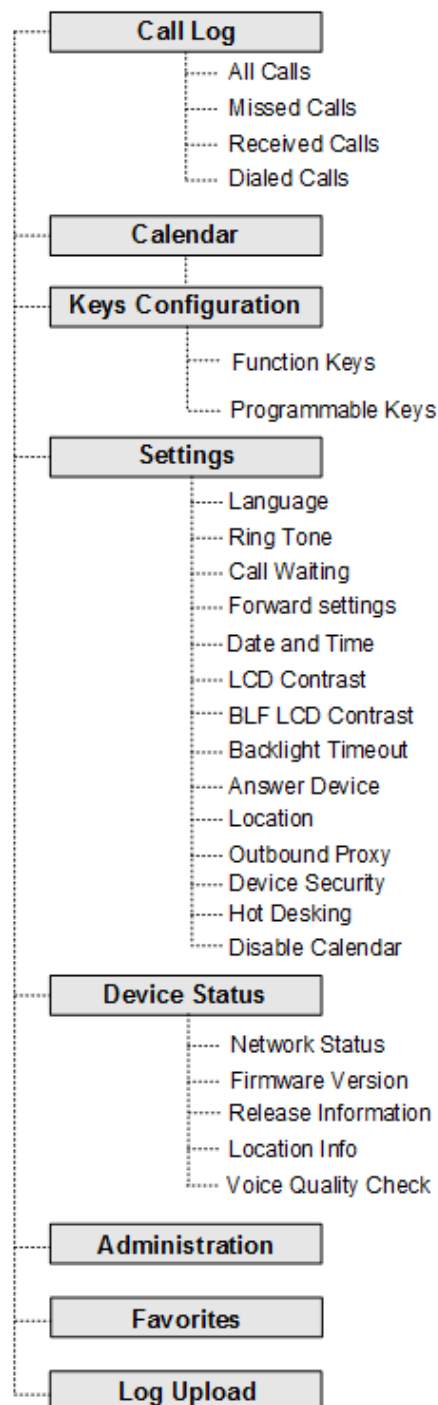 Call Log
All Calls
Missed Calls
Received Calls
Dialed Calls
Calendar
Keys Configuration
Function Keys
Programmable Keys
Settings
Language
Ring Tone
Call Waiting
Forward settings
Date and Time
LCD Contrast
BLF LCD Contrast
Backlight Timeout
Answer Device
Location
Outbound Proxy
Device Security
Hot Desking
Disable Calendar
Device Status
Network Status
Firmware Version
Release Information
Location Info
Voice Quality Check
Administration
Favorites
Log Upload